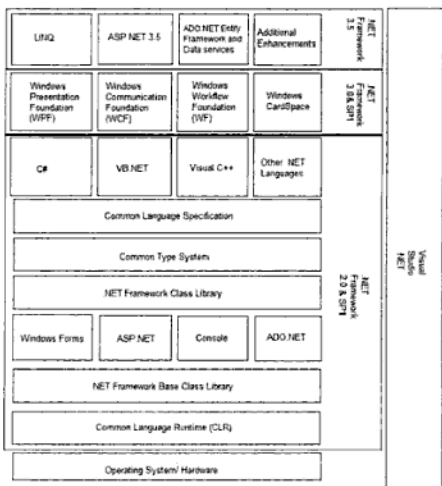 LINQ
ASP NET 3.5
ADO.NET Entity
Framework and
Data services
Additional
Enhancements
.NET
Framework
3.5
Windows
Presentation
Foundation
(WPF)
Windows
Communication
Foundation
(WCF)
Windows
Workflow
Foundation
(WF)
Windows
CardSpace
.NET
Framework
3.0 & SP1
C#
VB.NET
Visual C++
Other .NET
Languages
Common Language Specification
Common Type System
.NET Framework Class Library
Windows Forms
ASP.NET
Console
ADO.NET
.NET Framework Base Class Library
Common Language Runtime (CLR)
.NET
Framework
2.0 & SP1
Operating System/ Hardware
Visual
Studio
.NET